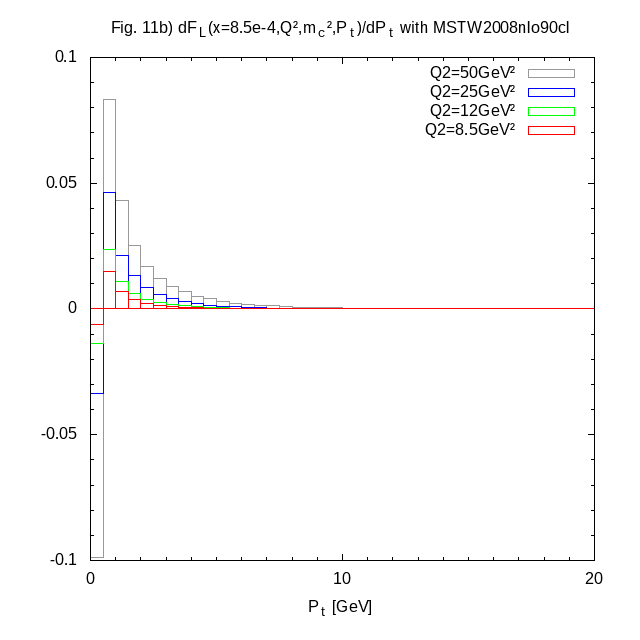 Fig. 11b) dF_L(x=8.5e-4,Q²,m_c²,P_t)/dP_t with MSTW2008nlo90cl
0.1
Q2=50GeV²
Q2=25GeV²
Q2=12GeV²
Q2=8.5GeV²
0.05
0
-0.05
-0.1
0 10 20
P_t [GeV]